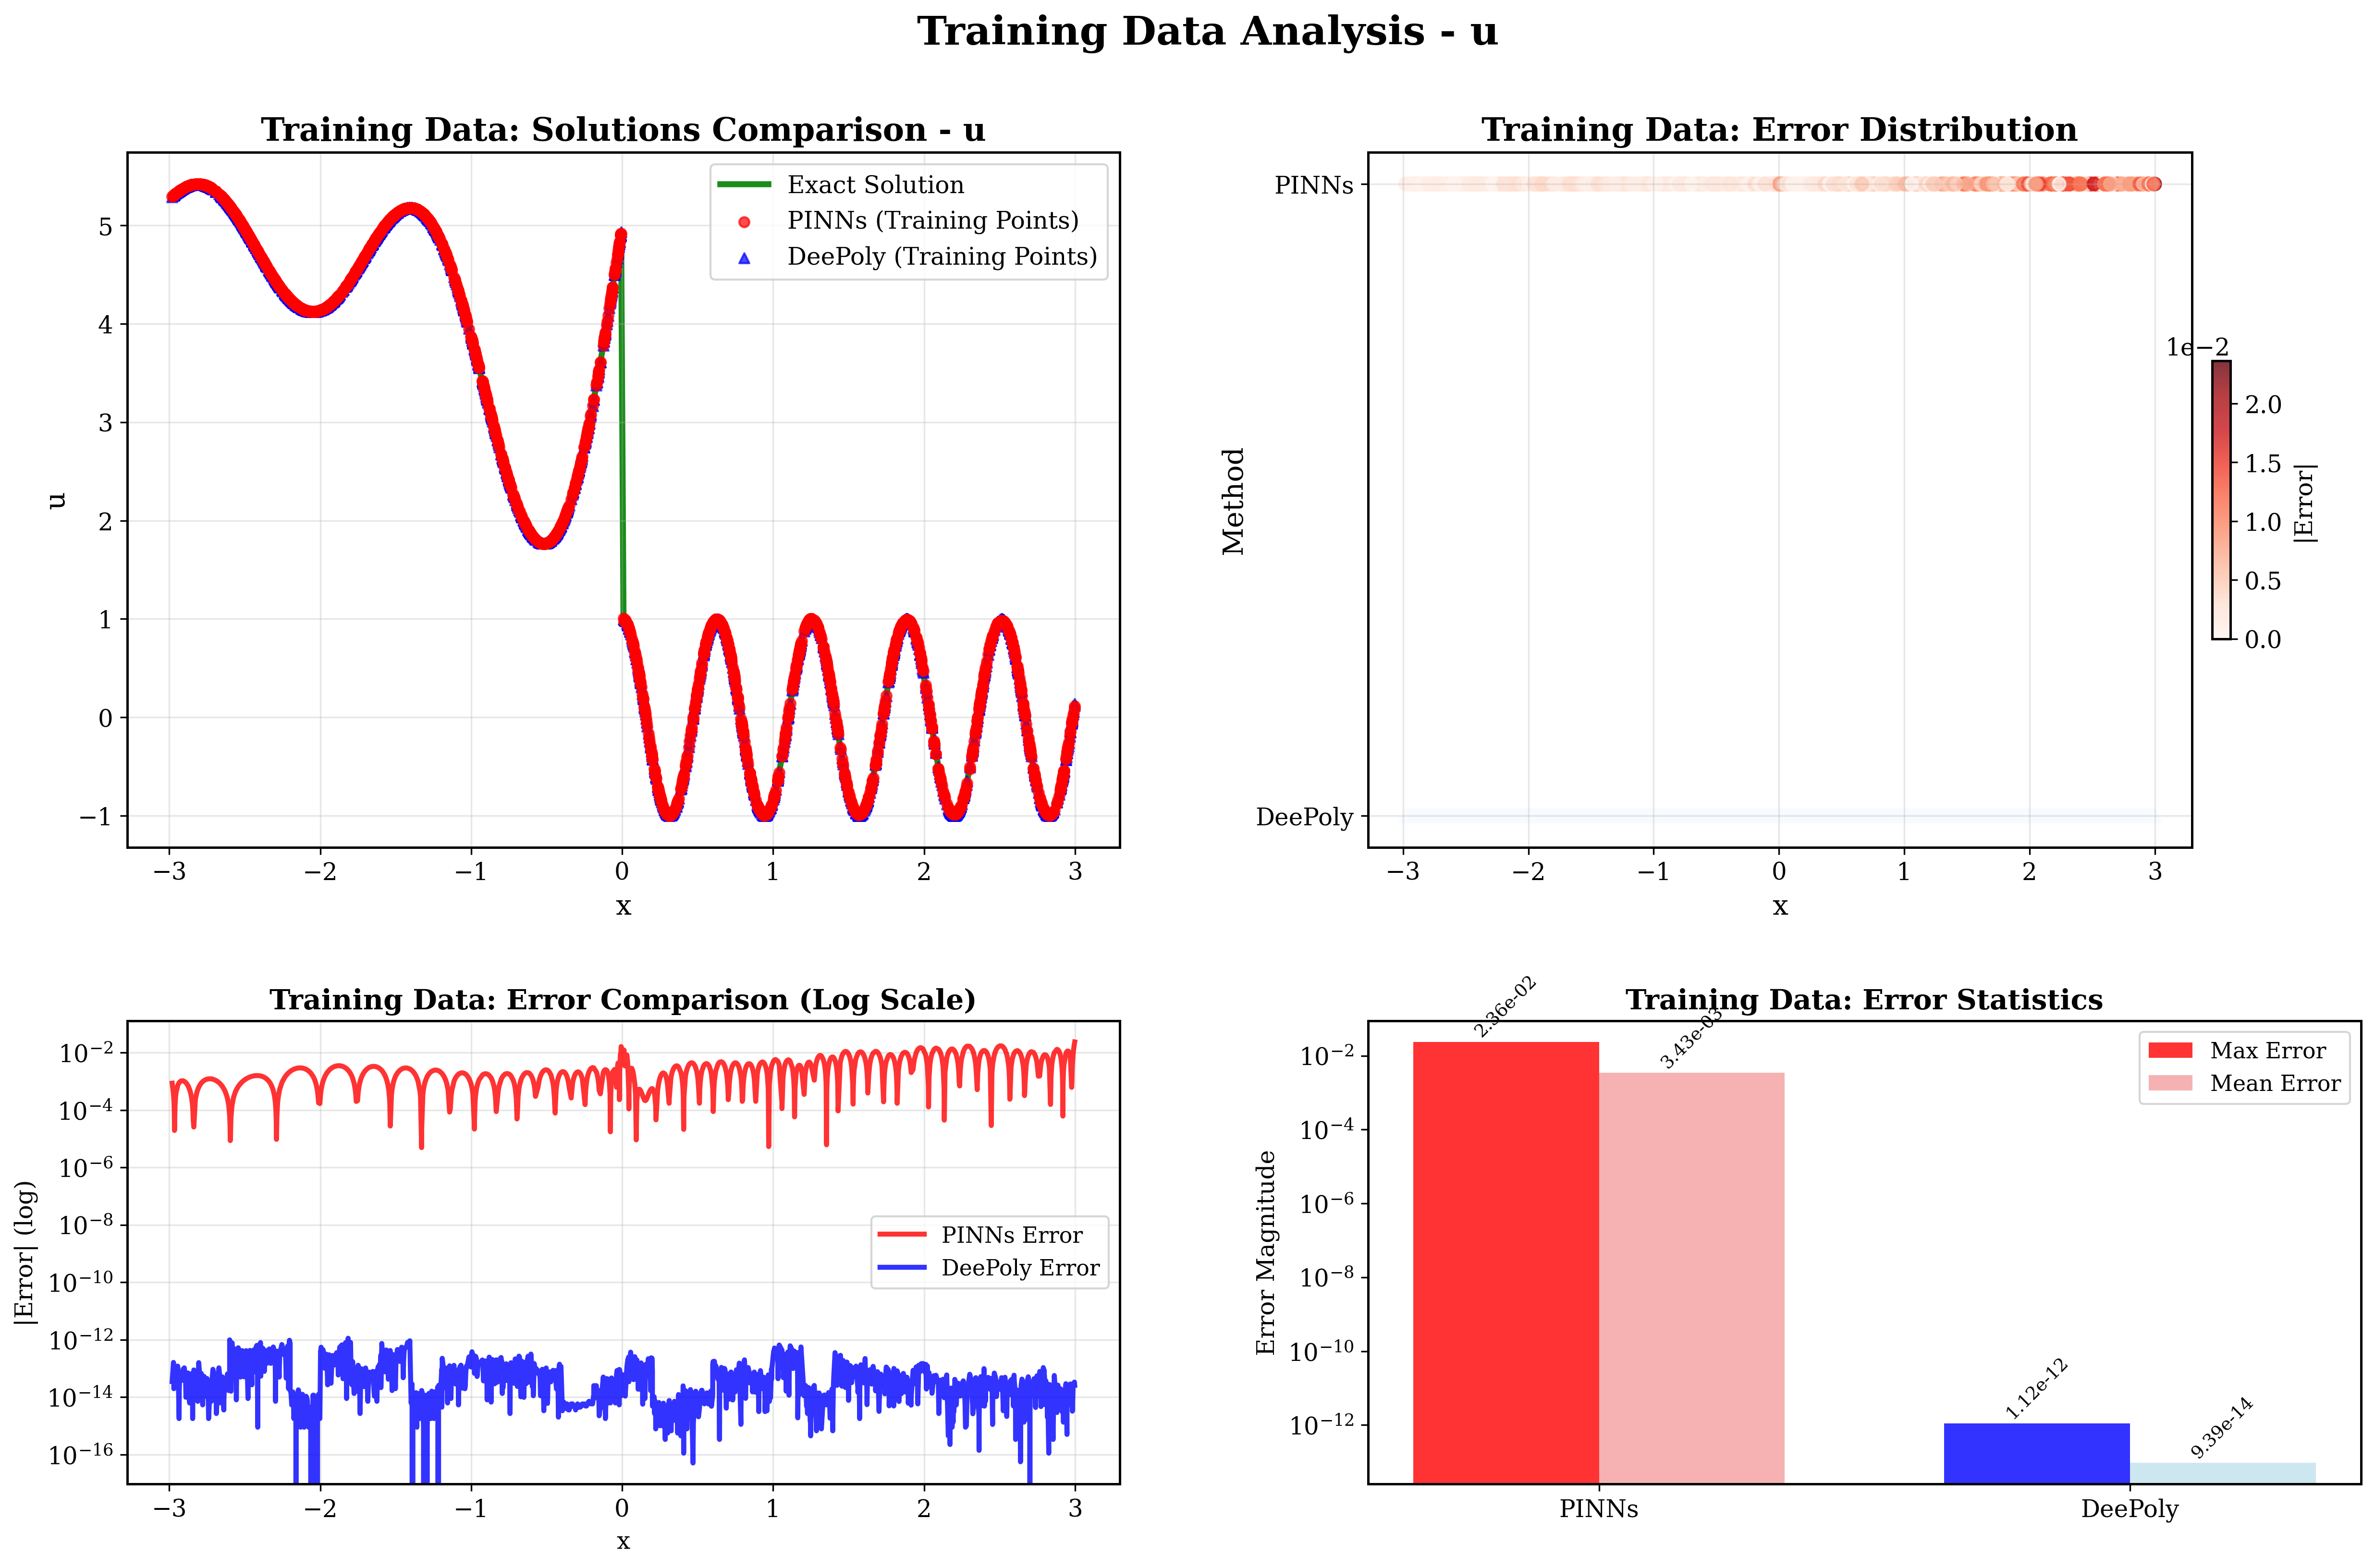 Training Data Analysis - u
Training Data: Solutions Comparison - u
Exact Solution
PINNs (Training Points)
DeePoly (Training Points)
u
5
4
3
2
1
0
−1
−3 −2 −1 0 1 2 3
x
Training Data: Error Distribution
PINNs
DeePoly
Method
−3 −2 −1 0 1 2 3
x
1e−2
2.0
1.5
1.0
0.5
0.0
|Error|
Training Data: Error Comparison (Log Scale)
|Error| (log)
10⁻²
10⁻⁴
10⁻⁶
10⁻⁸
10⁻¹⁰
10⁻¹²
10⁻¹⁴
10⁻¹⁶
PINNs Error
DeePoly Error
−3 −2 −1 0 1 2 3
x
Training Data: Error Statistics
2.36e-02
3.43e-03
Max Error
Mean Error
Error Magnitude
10⁻²
10⁻⁴
10⁻⁶
10⁻⁸
10⁻¹⁰
10⁻¹²
1.12e-12
9.39e-14
PINNs DeePoly